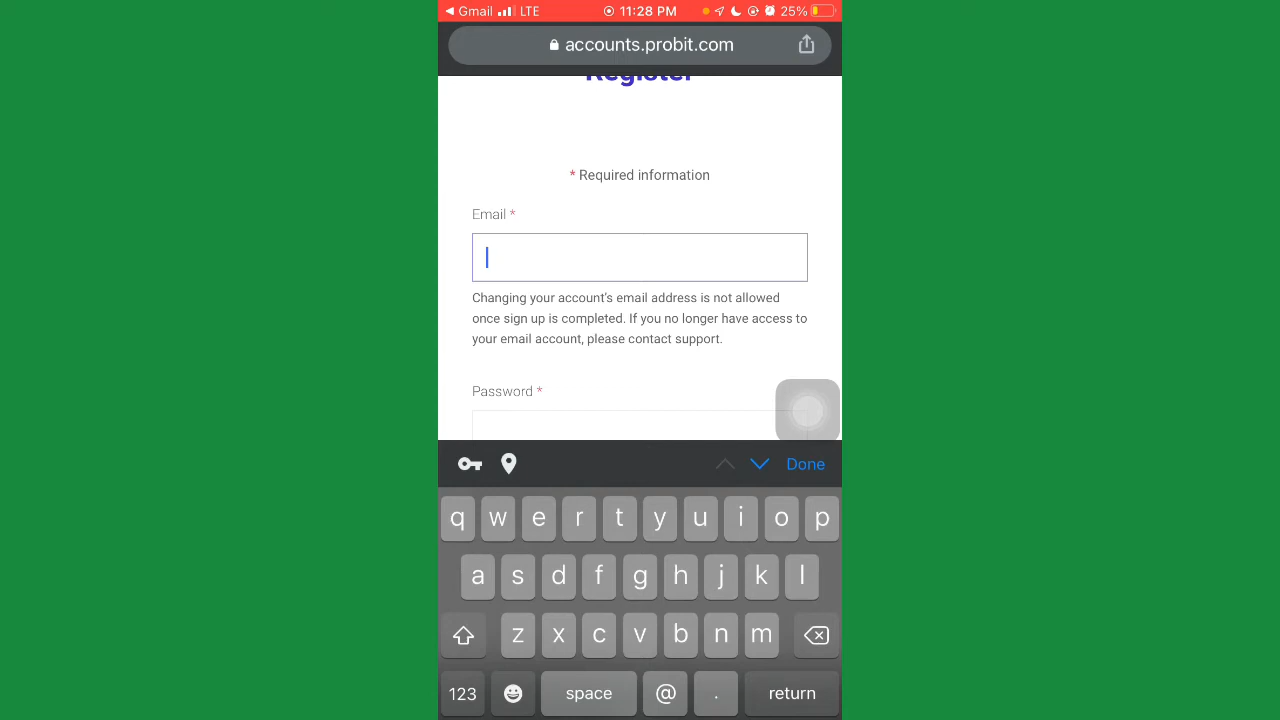 Gmail LTE 11:28 PM 25%
accounts.probit.com
Register
* Required information
Email *
Changing your account's email address is not allowed
once sign up is completed. If you no longer have access to
your email account, please contact support.
Password *
Done
q w e r t y u i o p
a s d f g h j k l
z x c v b n m
123 space @ . return